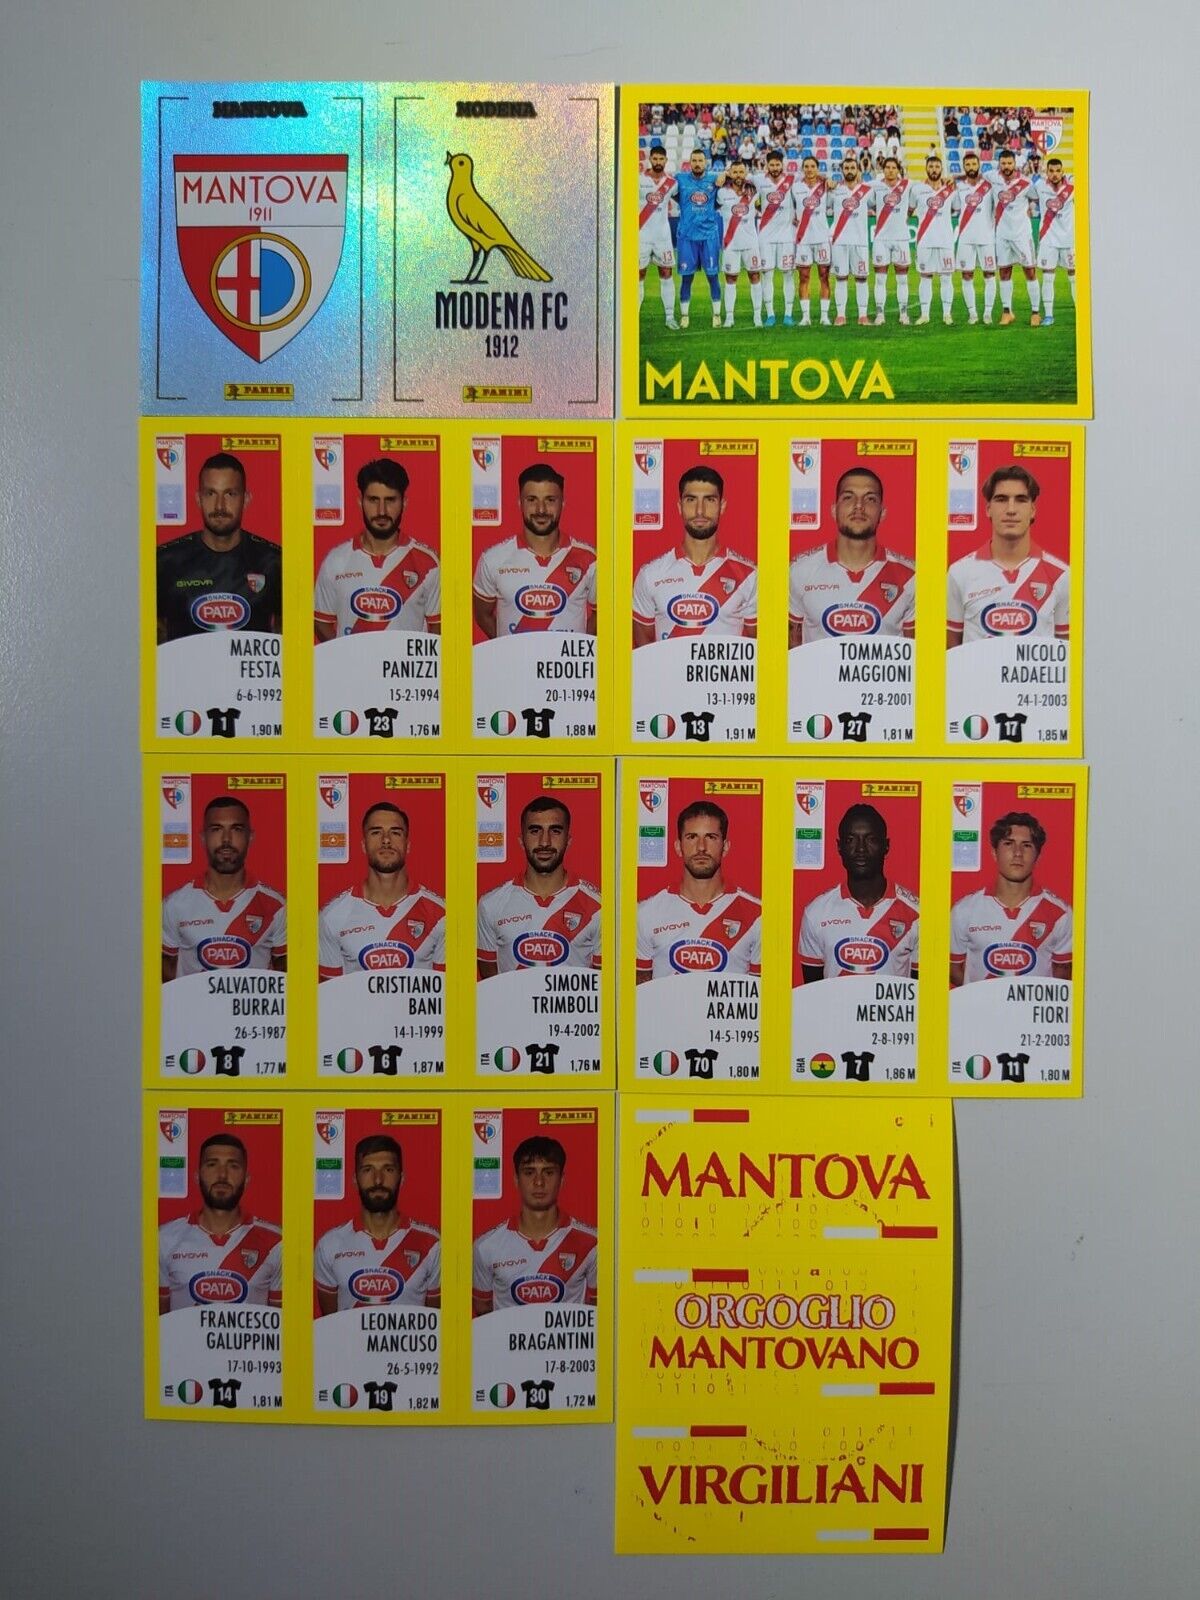 MANTOVA
MANTOVA
1911
PANINI
MODENA
MODENA FC
1912
PANINI
MANTOVA
MANTOVA
PANINI
GIVOVA
SNACK
PATA
MARCO
FESTA
6-6-1992
ITA
1
1,90 M
PANINI
GIVOVA
SNACK
PATA
ERIK
PANIZZI
15-2-1994
ITA
23
1,76 M
PANINI
GIVOVA
SNACK
PATA
ALEX
REDOLFI
20-1-1994
ITA
5
1,88 M
PANINI
GIVOVA
SNACK
PATA
FABRIZIO
BRIGNANI
13-1-1998
ITA
13
1,91 M
PANINI
GIVOVA
SNACK
PATA
TOMMASO
MAGGIONI
22-8-2001
ITA
27
1,81 M
PANINI
GIVOVA
SNACK
PATA
NICOLÒ
RADAELLI
24-1-2003
ITA
17
1,85 M
PANINI
GIVOVA
SNACK
PATA
SALVATORE
BURRAI
26-5-1987
ITA
8
1,77 M
PANINI
GIVOVA
SNACK
PATA
CRISTIANO
BANI
14-1-1999
ITA
6
1,87 M
PANINI
GIVOVA
SNACK
PATA
SIMONE
TRIMBOLI
19-4-2002
ITA
21
1,76 M
PANINI
GIVOVA
SNACK
PATA
MATTIA
ARAMU
14-5-1995
ITA
70
1,80 M
PANINI
GIVOVA
SNACK
PATA
DAVIS
MENSAH
2-8-1991
GHA
7
1,86 M
PANINI
GIVOVA
SNACK
PATA
ANTONIO
FIORI
21-2-2003
ITA
11
1,80 M
PANINI
GIVOVA
SNACK
PATA
FRANCESCO
GALUPPINI
17-10-1993
ITA
14
1,81 M
PANINI
GIVOVA
SNACK
PATA
LEONARDO
MANCUSO
26-5-1992
ITA
19
1,82 M
PANINI
GIVOVA
SNACK
PATA
DAVIDE
BRAGANTINI
17-8-2003
ITA
30
1,72 M
MANTOVA
ORGOGLIO
MANTOVANO
VIRGILIANI